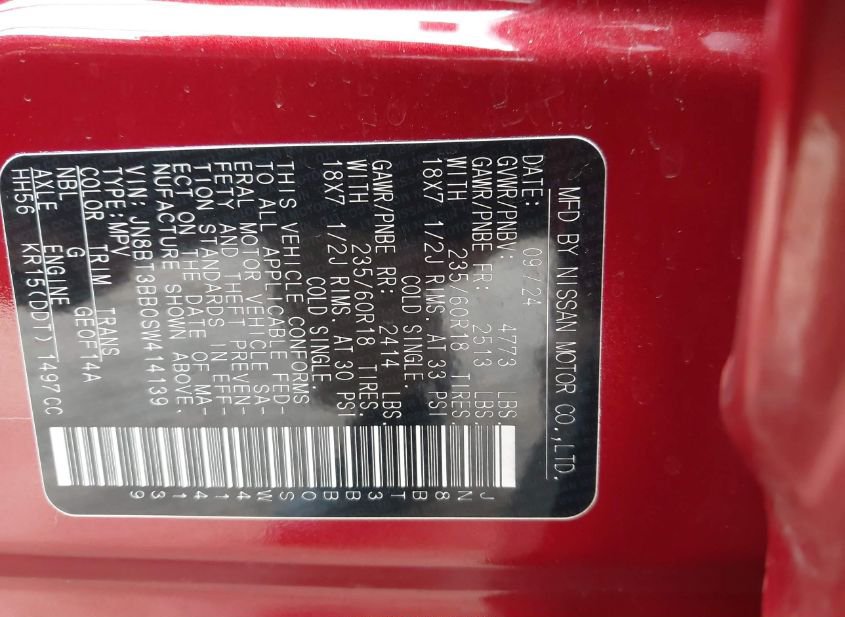 MFD BY NISSAN MOTOR CO.,LTD.
DATE: 09/24
GVWR/PNBV: 4773 LBS.
GAWR/PNBE FR: 2513 LBS.
WITH 235/60R18 TIRES.
18X7 1/2J RIMS. AT 33 PSI
COLD SINGLE.
GAWR/PNBE RR: 2414 LBS.
WITH 235/60R18 TIRES.
18X7 1/2J RIMS. AT 30 PSI
COLD SINGLE.
THIS VEHICLE CONFORMS
TO ALL APPLICABLE FED-
ERAL MOTOR VEHICLE SA-
FETY AND THEFT PREVEN-
TION STANDARDS IN EFF-
ECT ON THE DATE OF MA-
NUFACTURE SHOWN ABOVE.
VIN: JN8BT3BB0SW414139
TYPE: MPV
COLOR TRIM TRANS
NBL G GE0F14A
AXLE ENGINE
HH56 KR15(DDT) 1497CC
JN8BT3BB0SW414139